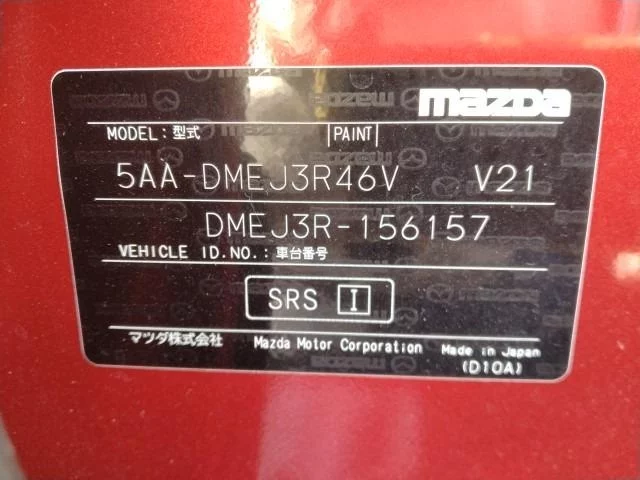 mazda
MODEL : 型式 PAINT
5AA-DMEJ3R46V V21
DMEJ3R-156157
VEHICLE ID.NO.: 車台番号
SRS I
マツダ株式会社 Mazda Motor Corporation Made in Japan
(D10A)